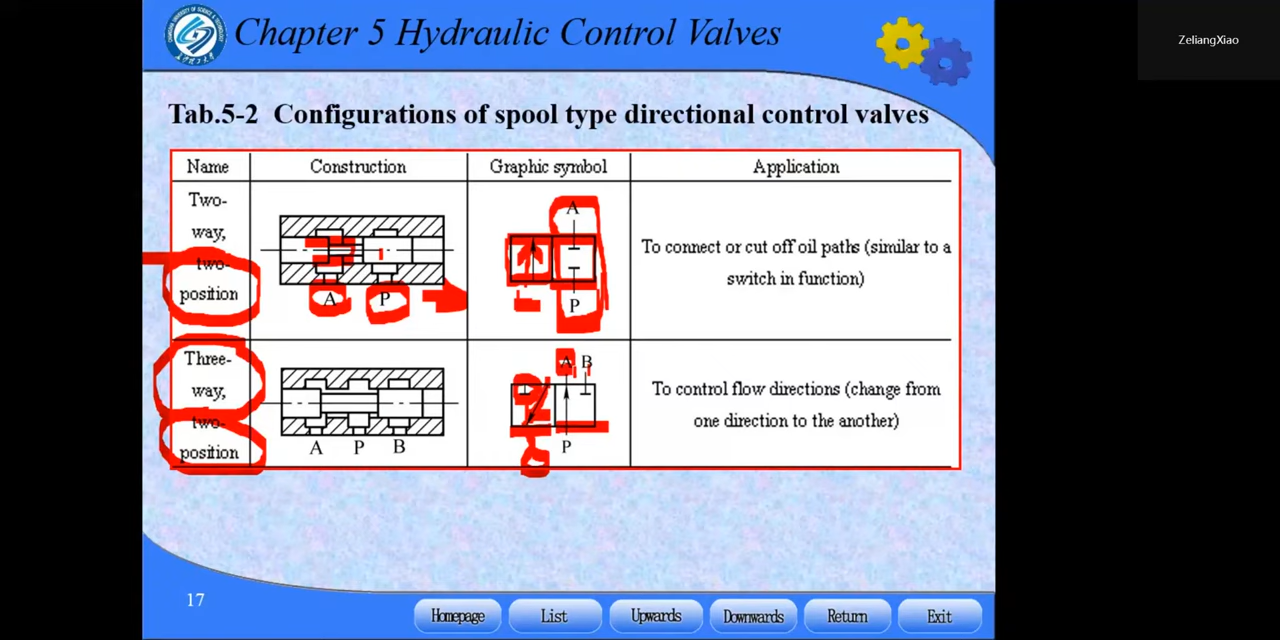 Chapter 5 Hydraulic Control Valves
ZeliangXiao
Tab.5-2 Configurations of spool type directional control valves
Name
Construction
Graphic symbol
Application
Two-
way,
two-
position
A
P
A
P
To connect or cut off oil paths (similar to a
switch in function)
Three-
way,
two-
position
A P B
A B
P
To control flow directions (change from
one direction to the another)
17
Homepage
List
Upwards
Downwards
Return
Exit